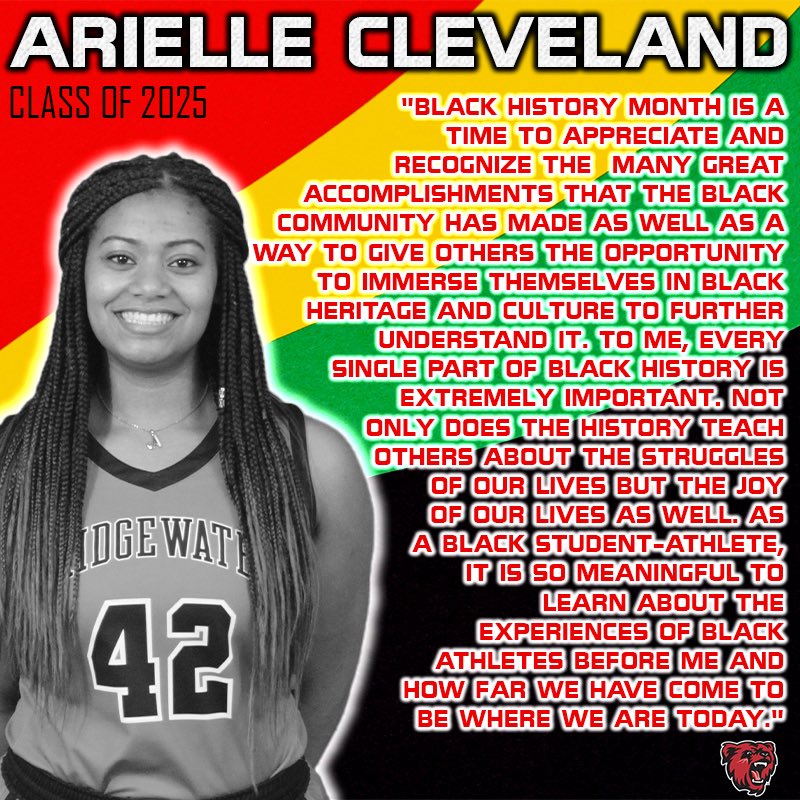 ARIELLE CLEVELAND
CLASS OF 2025
"BLACK HISTORY MONTH IS A
TIME TO APPRECIATE AND
RECOGNIZE THE MANY GREAT
ACCOMPLISHMENTS THAT THE BLACK
COMMUNITY HAS MADE AS WELL AS A
WAY TO GIVE OTHERS THE OPPORTUNITY
TO IMMERSE THEMSELVES IN BLACK
HERITAGE AND CULTURE TO FURTHER
UNDERSTAND IT. TO ME, EVERY
SINGLE PART OF BLACK HISTORY IS
EXTREMELY IMPORTANT. NOT
ONLY DOES THE HISTORY TEACH
OTHERS ABOUT THE STRUGGLES
OF OUR LIVES BUT THE JOY
OF OUR LIVES AS WELL. AS
A BLACK STUDENT-ATHLETE,
IT IS SO MEANINGFUL TO
LEARN ABOUT THE
EXPERIENCES OF BLACK
ATHLETES BEFORE ME AND
HOW FAR WE HAVE COME TO
BE WHERE WE ARE TODAY."
IDGEWATE
42